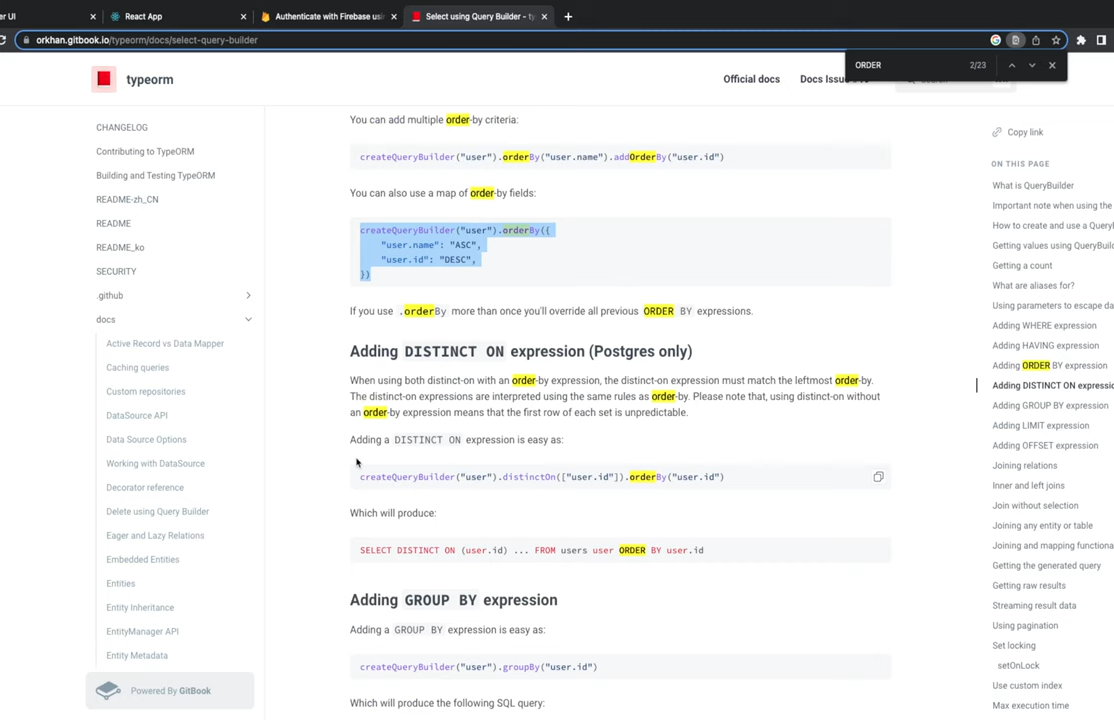 er UI
React App
Authenticate with Firebase usin
Select using Query Builder - ty
orkhan.gitbook.io/typeorm/docs/select-query-builder
ORDER 2/23
typeorm
Official docs
Docs Issue
CHANGELOG
Contributing to TypeORM
Building and Testing TypeORM
README-zh_CN
README
README_ko
SECURITY
.github
docs
Active Record vs Data Mapper
Caching queries
Custom repositories
DataSource API
Data Source Options
Working with DataSource
Decorator reference
Delete using Query Builder
Eager and Lazy Relations
Embedded Entities
Entities
Entity Inheritance
EntityManager API
Entity Metadata
Powered By GitBook
You can add multiple order-by criteria:
createQueryBuilder("user").orderBy("user.name").addOrderBy("user.id")
You can also use a map of order-by fields:
createQueryBuilder("user").orderBy({
"user.name": "ASC",
"user.id": "DESC",
})
If you use .orderBy more than once you'll override all previous ORDER BY expressions.
Adding DISTINCT ON expression (Postgres only)
When using both distinct-on with an order-by expression, the distinct-on expression must match the leftmost order-by.
The distinct-on expressions are interpreted using the same rules as order-by. Please note that, using distinct-on without
an order-by expression means that the first row of each set is unpredictable.
Adding a DISTINCT ON expression is easy as:
createQueryBuilder("user").distinctOn(["user.id"]).orderBy("user.id")
Which will produce:
SELECT DISTINCT ON (user.id) ... FROM users user ORDER BY user.id
Adding GROUP BY expression
Adding a GROUP BY expression is easy as:
createQueryBuilder("user").groupBy("user.id")
Which will produce the following SQL query:
Copy link
ON THIS PAGE
What is QueryBuilder
Important note when using the
How to create and use a QueryB
Getting values using QueryBuild
Getting a count
What are aliases for?
Using parameters to escape da
Adding WHERE expression
Adding HAVING expression
Adding ORDER BY expression
Adding DISTINCT ON expressio
Adding GROUP BY expression
Adding LIMIT expression
Adding OFFSET expression
Joining relations
Inner and left joins
Join without selection
Joining any entity or table
Joining and mapping functiona
Getting the generated query
Getting raw results
Streaming result data
Using pagination
Set locking
setOnLock
Use custom index
Max execution time